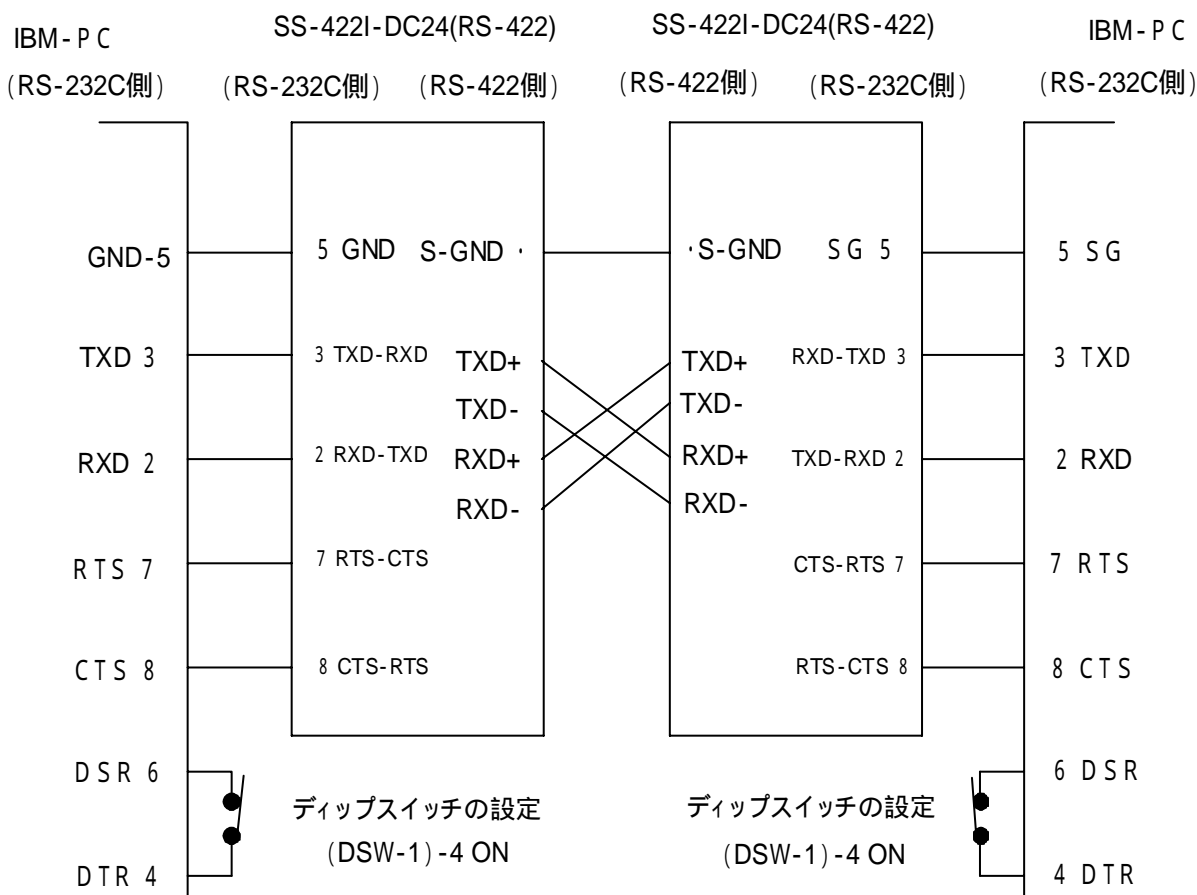 IBM-PC SS-422I-DC24(RS-422) SS-422I-DC24(RS-422) IBM-PC
(RS-232C側) (RS-232C側) (RS-422側) (RS-422側) (RS-232C側) (RS-232C側)
GND-5 5 GND S-GND · ·S-GND SG 5 5 SG
TXD 3 3 TXD-RXD TXD+ TXD+ RXD-TXD 3 3 TXD
TXD- TXD-
RXD 2 2 RXD-TXD RXD+ RXD+ TXD-RXD 2 2 RXD
RXD- RXD-
RTS 7 7 RTS-CTS CTS-RTS 7 7 RTS
CTS 8 8 CTS-RTS RTS-CTS 8 8 CTS
DSR 6 6 DSR
ディップスイッチの設定 ディップスイッチの設定
(DSW-1)-4 ON (DSW-1)-4 ON
DTR 4 4 DTR